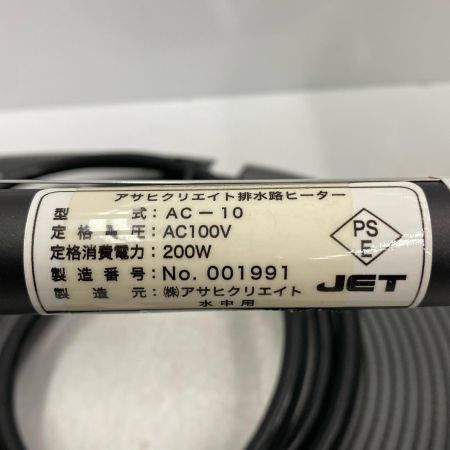 アサヒクリエイト排水路ヒーター
型 式：AC－10
定格電圧：AC100V
定格消費電力：200W
製造番号：No. 001991
製造元：㈱アサヒクリエイト
水中用
PS
E
JET